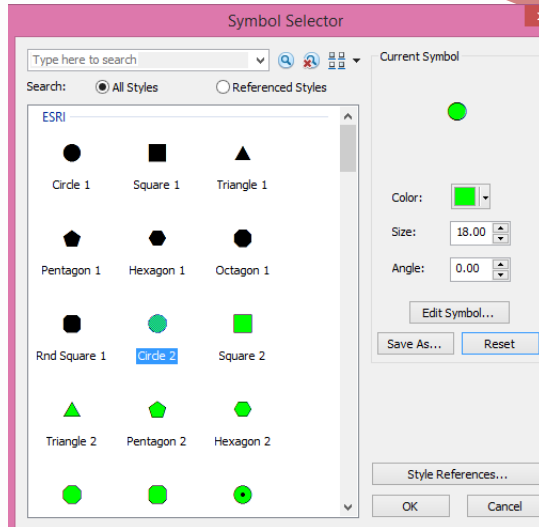 Symbol Selector
Type here to search
Search: All Styles Referenced Styles
ESRI
Circle 1 Square 1 Triangle 1
Pentagon 1 Hexagon 1 Octagon 1
Rnd Square 1 Circle 2 Square 2
Triangle 2 Pentagon 2 Hexagon 2
Current Symbol
Color:
Size: 18.00
Angle: 0.00
Edit Symbol...
Save As... Reset
Style References...
OK Cancel